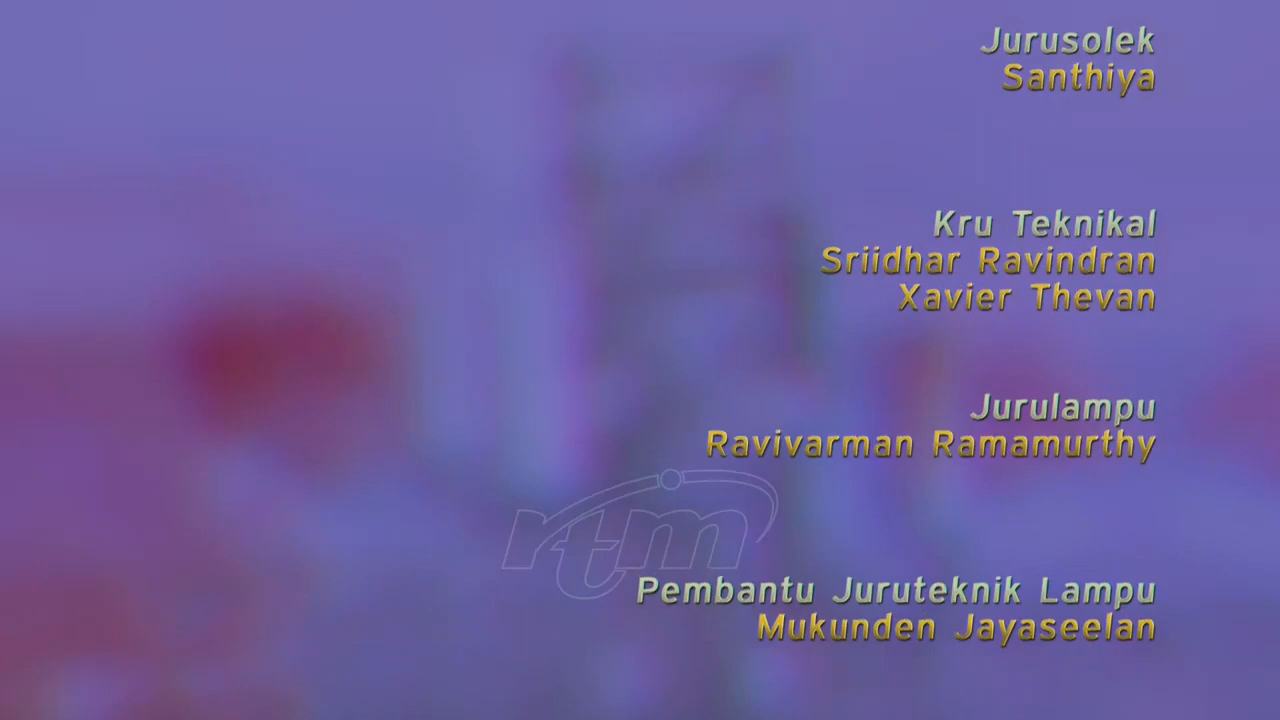 Jurusolek
Santhiya
Kru Teknikal
Sriidhar Ravindran
Xavier Thevan
Jurulampu
Ravivarman Ramamurthy
rtm
Pembantu Juruteknik Lampu
Mukunden Jayaseelan